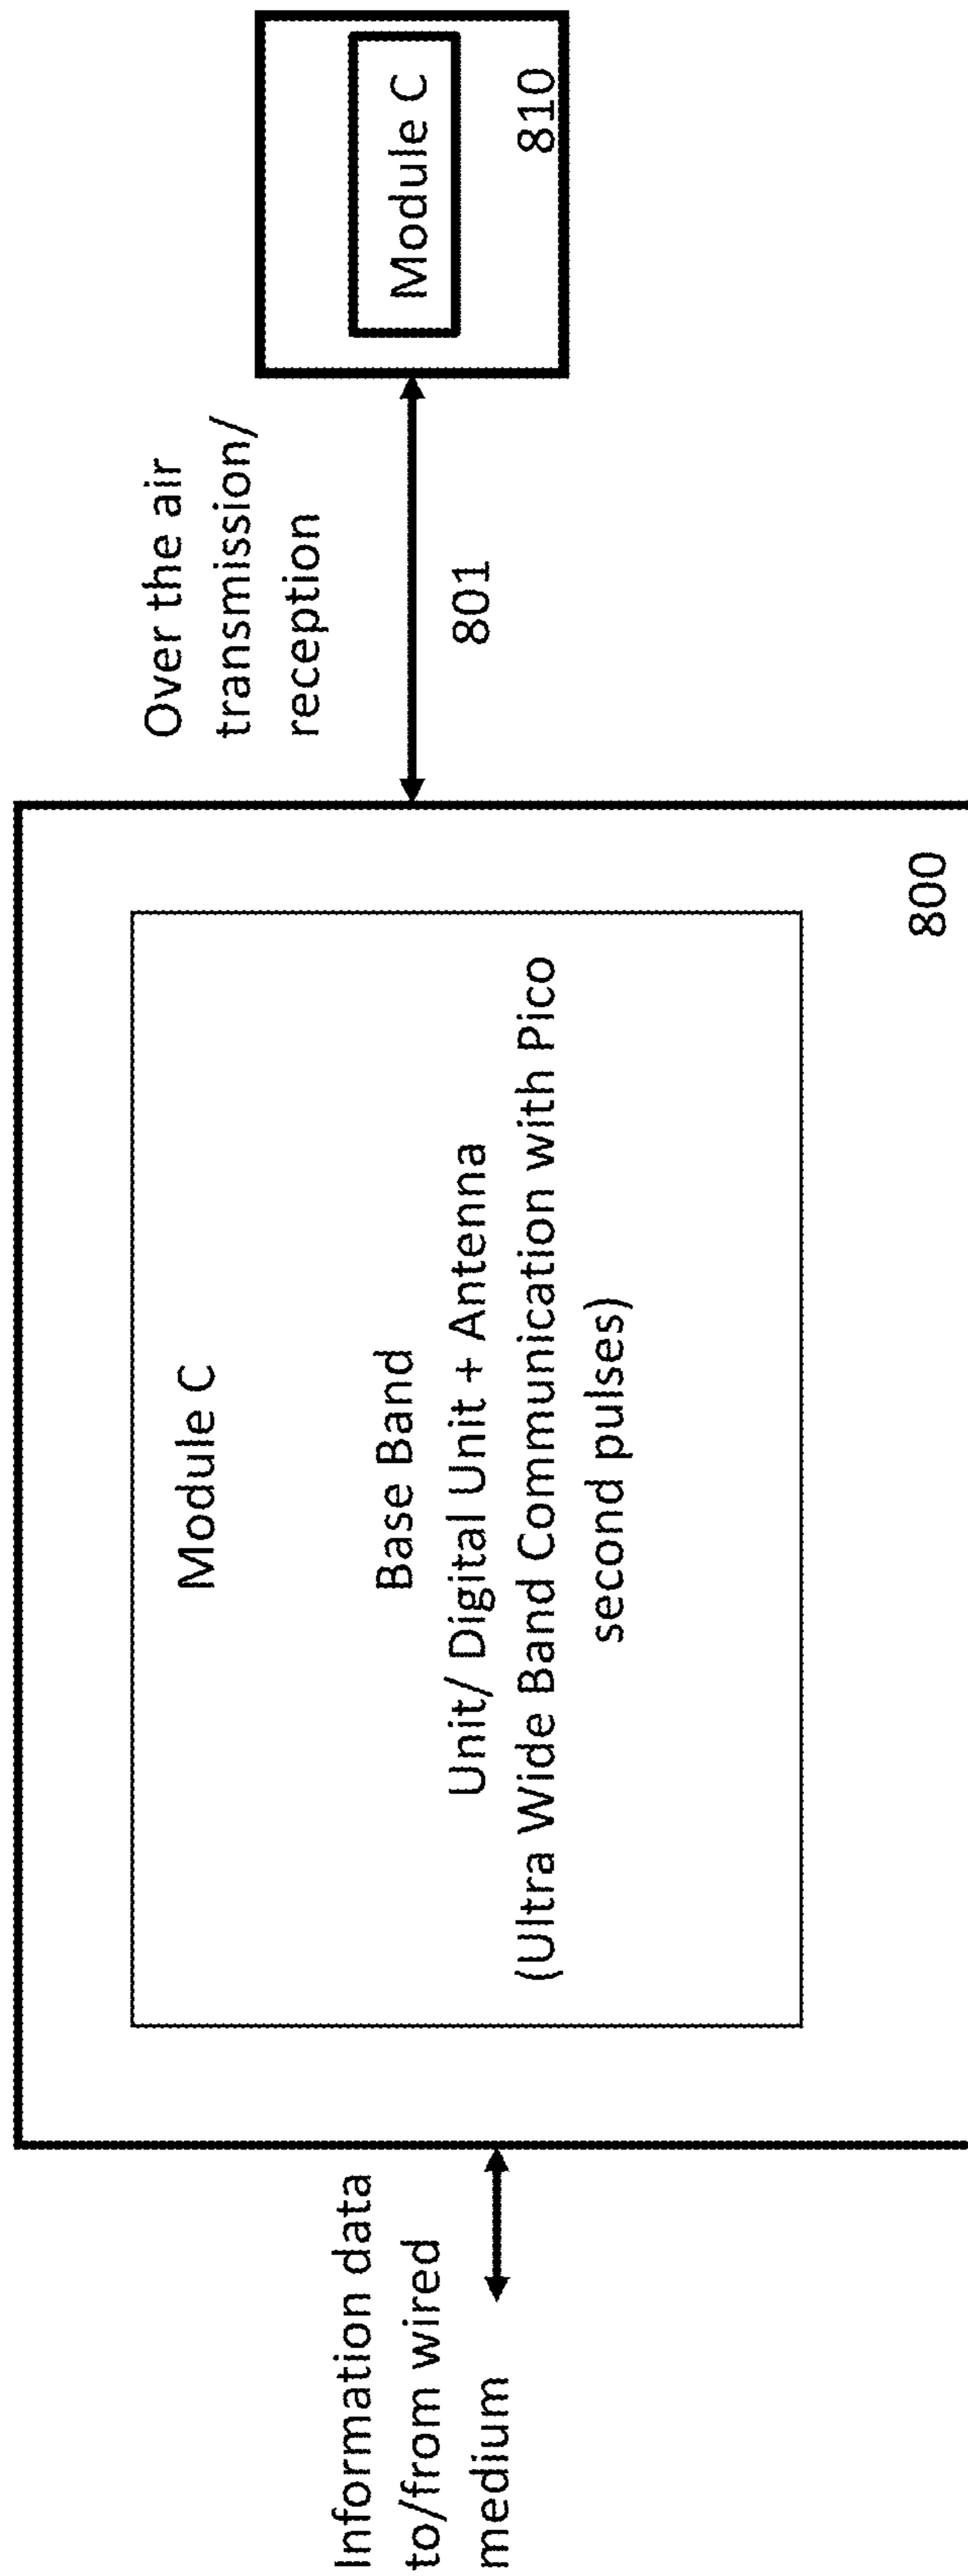 Information data
to/from wired
medium
Module C
Base Band
Unit/ Digital Unit + Antenna
(Ultra Wide Band Communication with Pico
second pulses)
800
Over the air
transmission/
reception
801
Module C
810